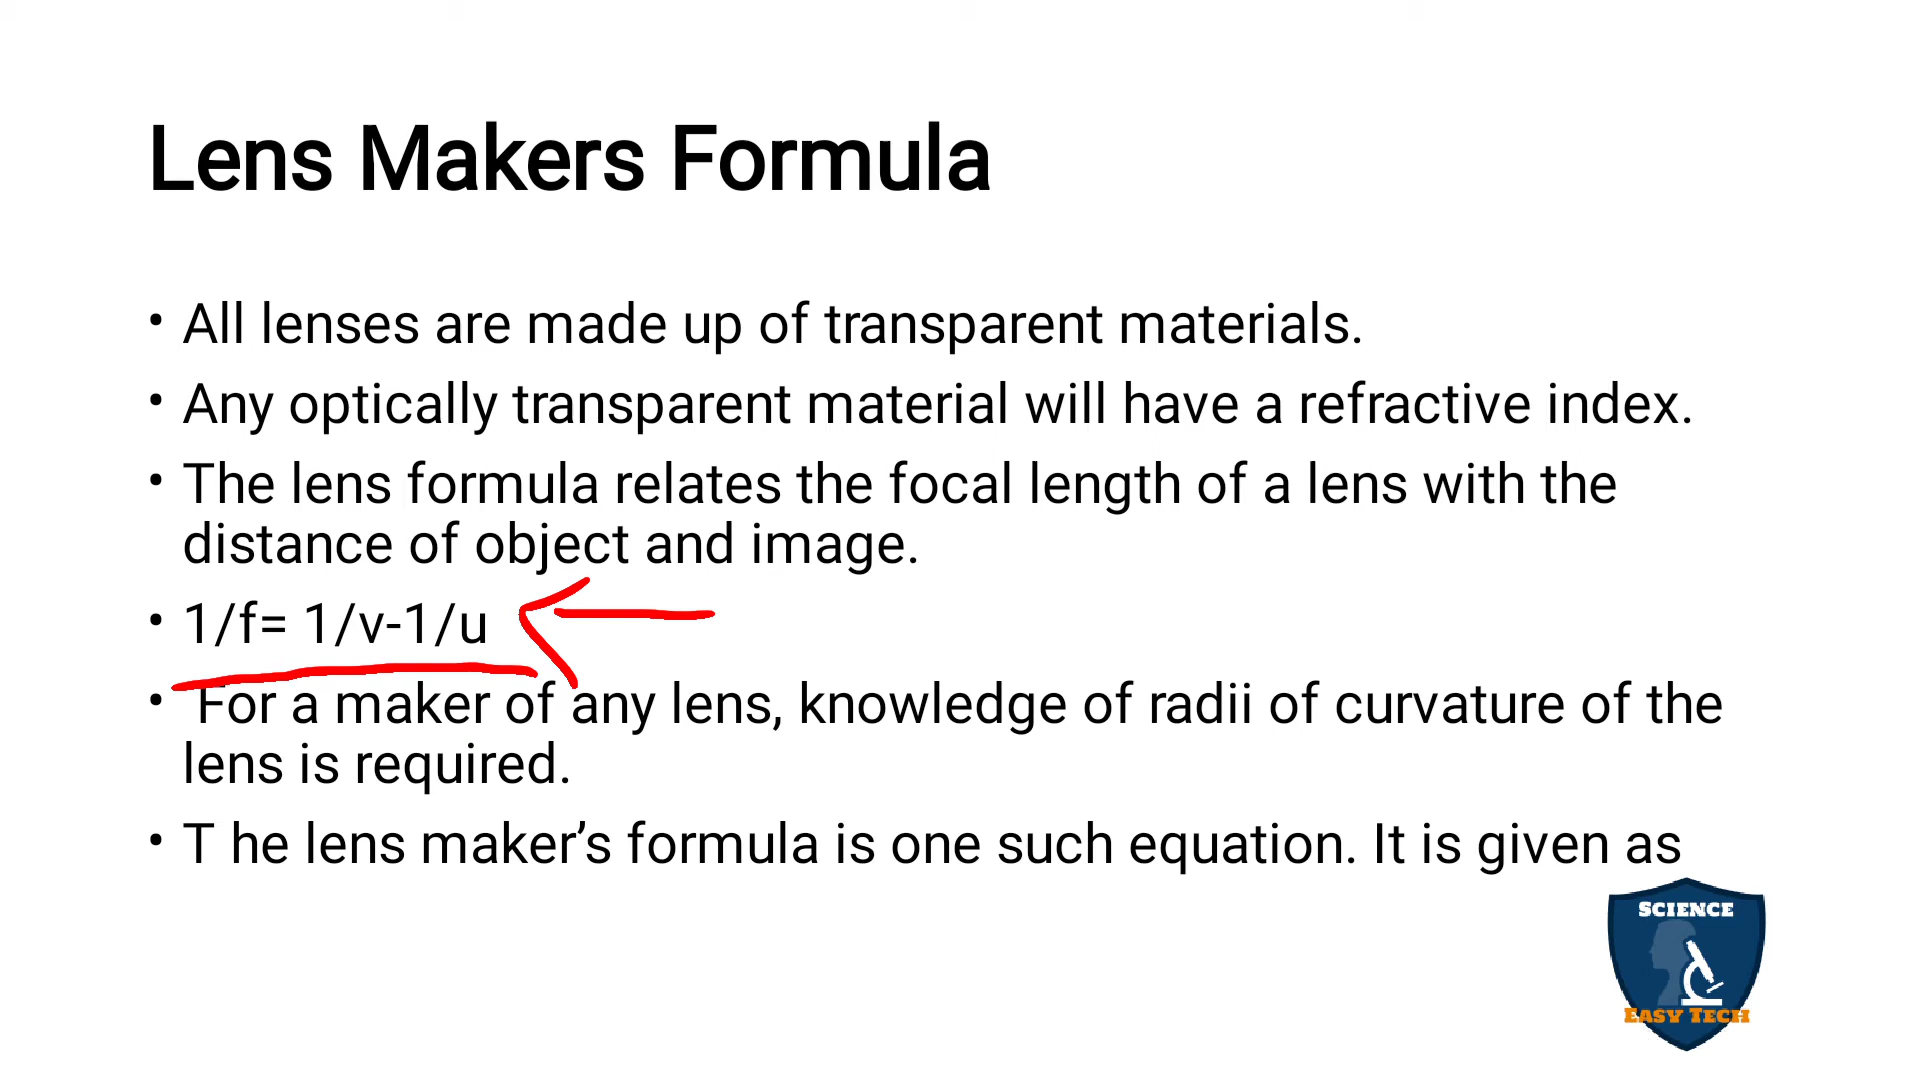 Lens Makers Formula
• All lenses are made up of transparent materials.
• Any optically transparent material will have a refractive index.
• The lens formula relates the focal length of a lens with the
distance of object and image.
• 1/f= 1/v-1/u
• For a maker of any lens, knowledge of radii of curvature of the
lens is required.
• T he lens maker’s formula is one such equation. It is given as
SCIENCE
EASY TECH